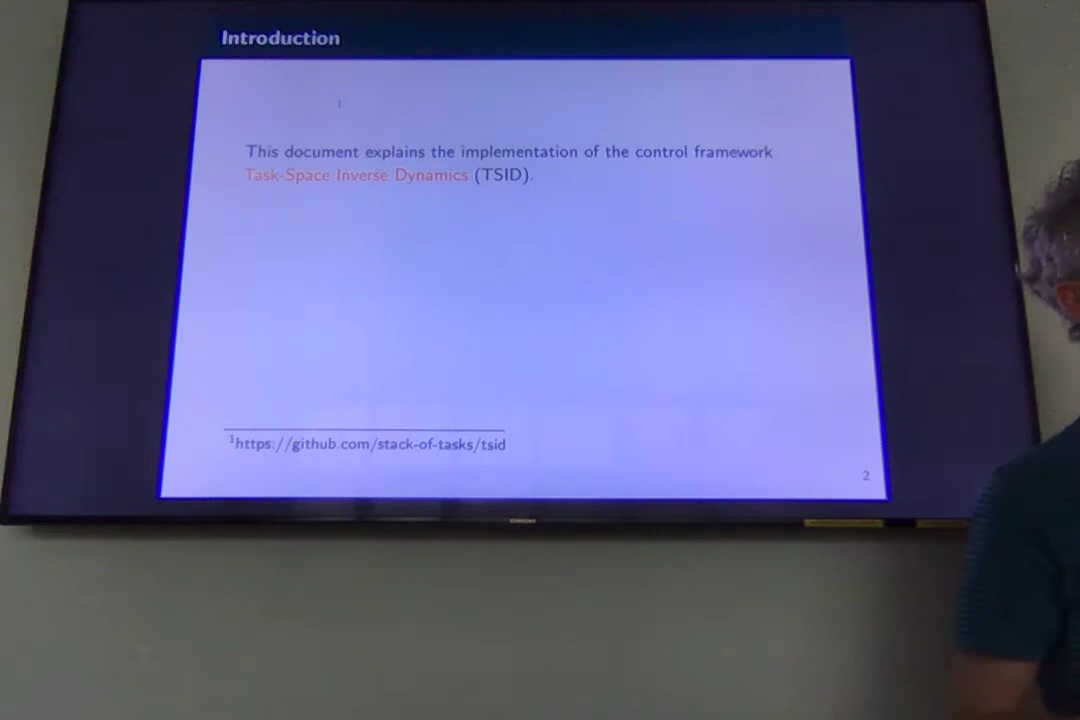 Introduction
1
This document explains the implementation of the control framework
Task-Space Inverse Dynamics (TSID).
1https://github.com/stack-of-tasks/tsid
2